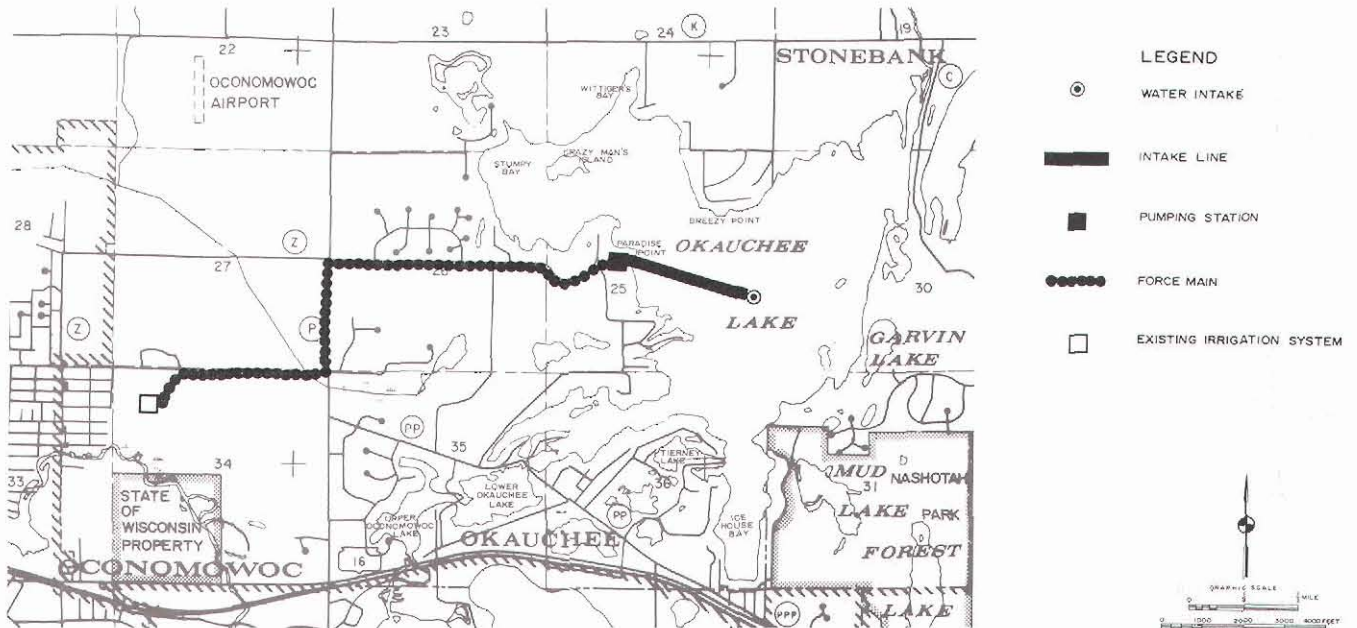 22
23
24
K
19
STONEBANK
C
OCONOMOWOC
AIRPORT
WITTIGER'S
BAY
STUMPY
BAY
CRAZY MAN'S
ISLAND
28
BREEZY POINT
Z
27
PARADISE
POINT
OKAUCHEE
26
25
30
Z
P
LAKE
GARVIN
LAKE
PP
35
TIERNEY
LAKE
36
MUD
NASHOTAH
31
33
34
STATE
OF
WISCONSIN
PROPERTY
LOWER
OKAUCHEE
LAKE
UPPER
OCONOMOWOC
LAKE
PP
ICE
HOUSE
BAY
LAKE
PARK
OKAUCHEE
FOREST
OCONOMOWOC
16
PPP
LAKE
LEGEND
WATER INTAKE
INTAKE LINE
PUMPING STATION
FORCE MAIN
EXISTING IRRIGATION SYSTEM
GRAPHIC SCALE
0
1 MILE
0 1000 2000 3000 4000 FEET